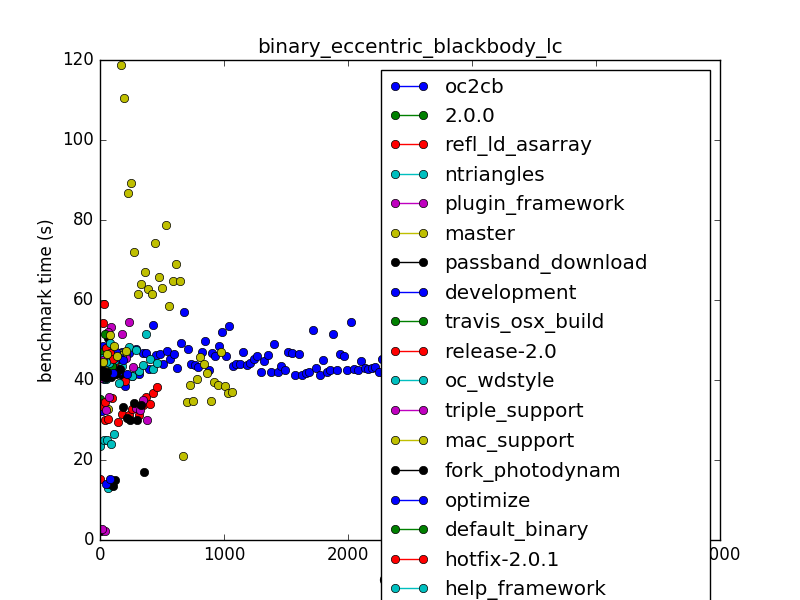 binary_eccentric_blackbody_lc
120
100
80
60
40
20
0
benchmark time (s)
0
1000
2000
000
oc2cb
2.0.0
refl_ld_asarray
ntriangles
plugin_framework
master
passband_download
development
travis_osx_build
release-2.0
oc_wdstyle
triple_support
mac_support
fork_photodynam
optimize
default_binary
hotfix-2.0.1
help_framework